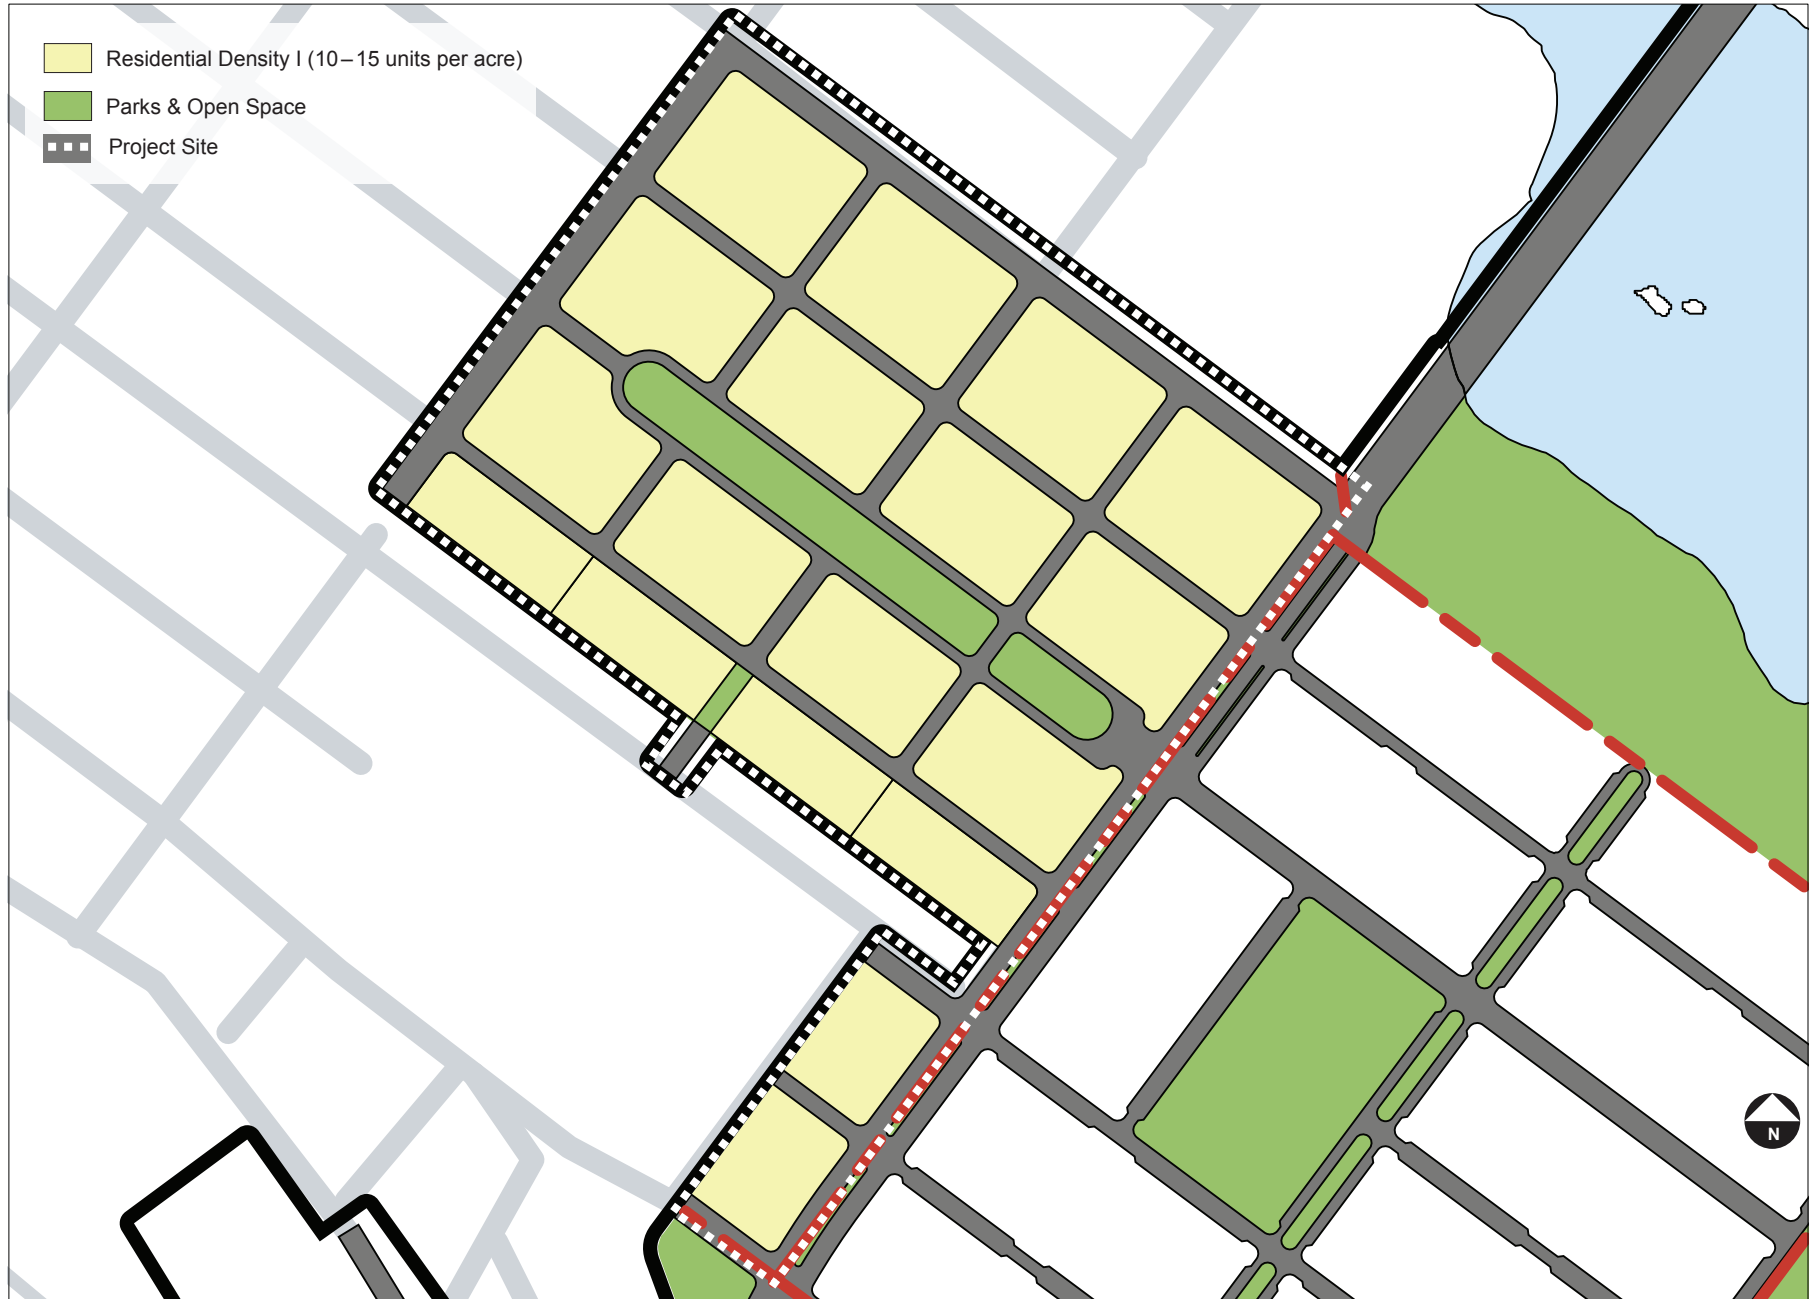 Residential Density I (10–15 units per acre)
Parks & Open Space
Project Site
N